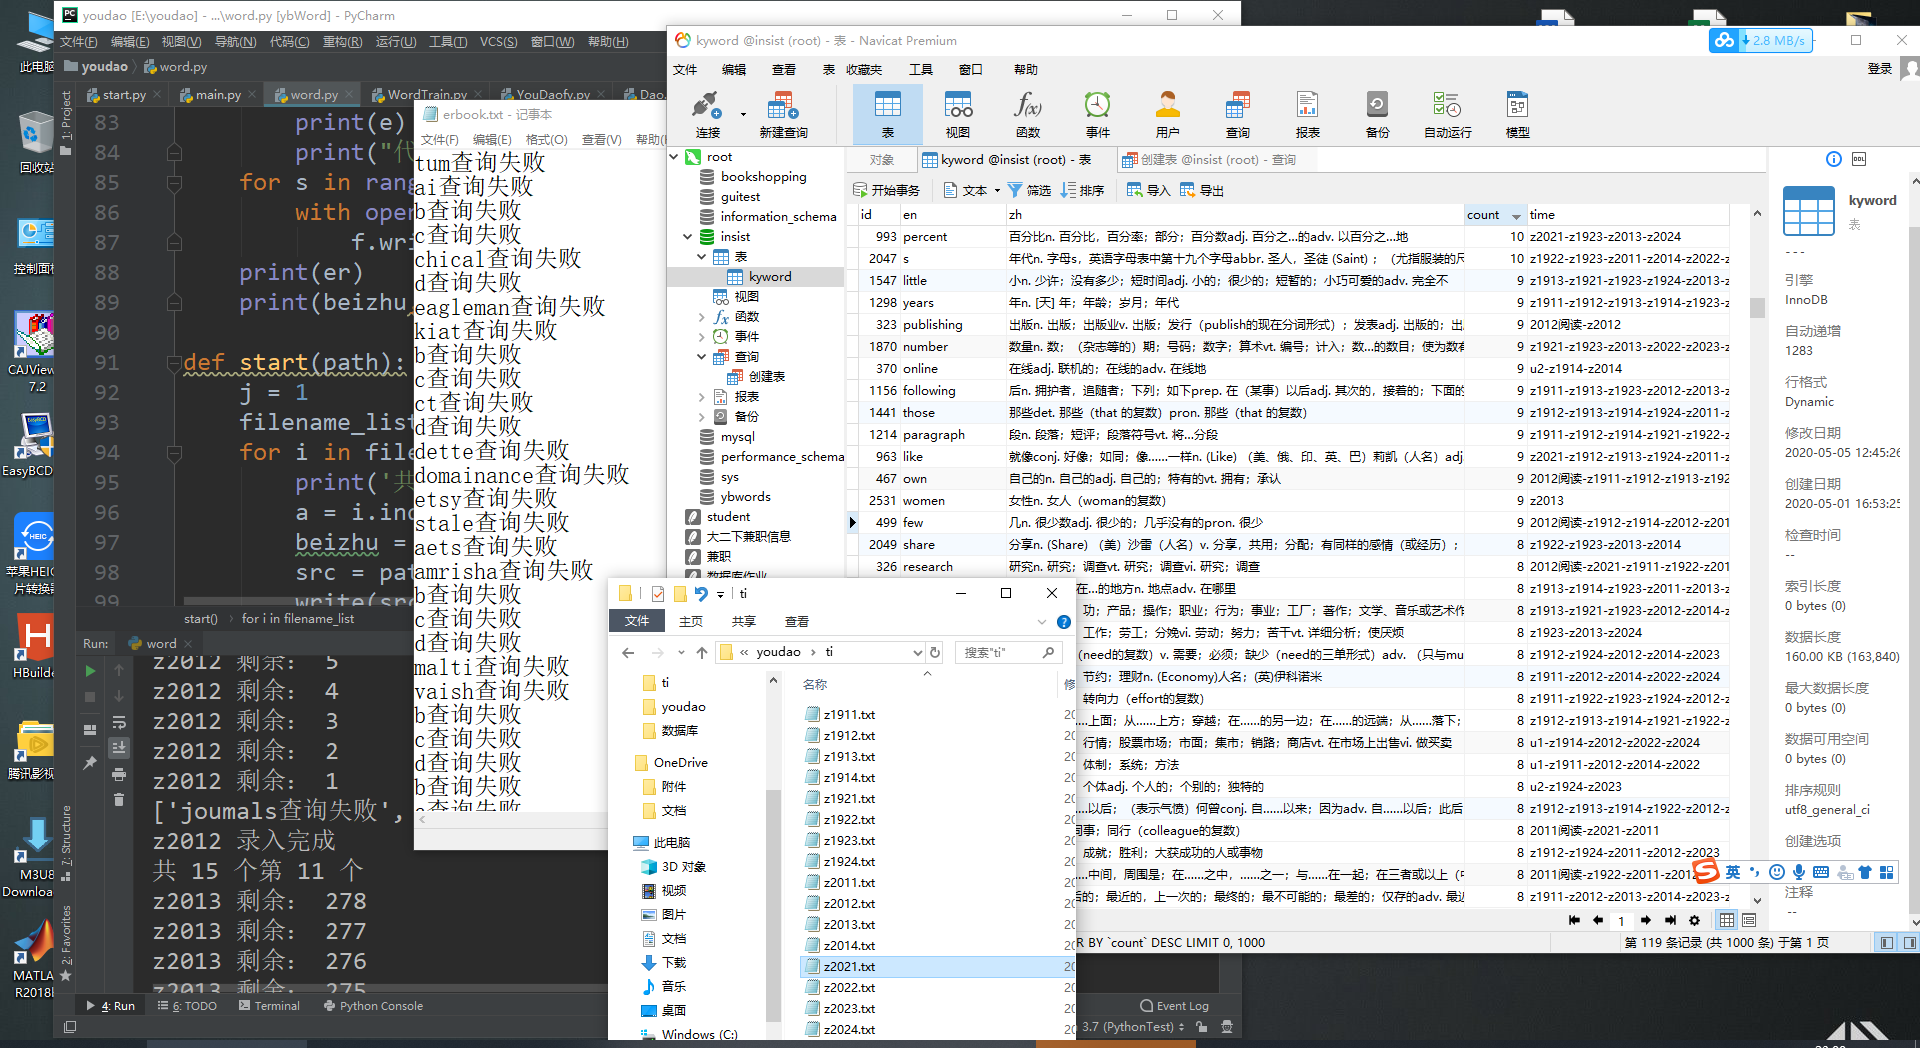 youdao [E:\youdao] - ...\word.py [ybWord] - PyCharm
文件(F) 编辑(E) 视图(V) 导航(N) 代码(C) 重构(R) 运行(U) 工具(T) VCS(S) 窗口(W) 帮助(H)
youdao word.py
start.py main.py word.py WordTrain.py YouDaofy.py Dao.
1: Project
83 print(e)
84 print("代
85 for s in rang
86 with open
87 f.wri
88 print(er)
89 print(beizhu
90
91 def start(path):
92 j = 1
93 filename_list
94 for i in file
95 print('共
96 a = i.ind
97 beizhu =
98 src = pat
99 write(src
start() for i in filename_list
Run: word
z2012 剩余： 5
z2012 剩余： 4
z2012 剩余： 3
z2012 剩余： 2
z2012 剩余： 1
['joumals查询失败',
z2012 录入完成
共 15 个第 11 个
z2013 剩余： 278
z2013 剩余： 277
z2013 剩余： 276
z2013 剩余： 275
7: Structure
2: Favorites
4: Run 6: TODO Terminal Python Console
Event Log
3.7 (PythonTest)
此电脑
回收站
控制面板
CAJView
7.2
EasyBCD
苹果HEIC
片转换器
HBuilde
腾讯影视
M3U8
Downloa
MATLA
R2018l
erbook.txt - 记事本
文件(F) 编辑(E) 格式(O) 查看(V) 帮助(
tum查询失败
ai查询失败
b查询失败
c查询失败
chical查询失败
d查询失败
eagleman查询失败
kiat查询失败
b查询失败
c查询失败
ct查询失败
d查询失败
dette查询失败
domainance查询失败
etsy查询失败
stale查询失败
aets查询失败
amrisha查询失败
b查询失败
c查询失败
d查询失败
malti查询失败
vaish查询失败
b查询失败
c查询失败
d查询失败
b查询失败
c查询失败
kyword @insist (root) - 表 - Navicat Premium
2.8 MB/s
文件 编辑 查看 表 收藏夹 工具 窗口 帮助
登录
连接 新建查询 表 视图 函数 事件 用户 查询 报表 备份 自动运行 模型
root
bookshopping
guitest
information_schema
insist
表
kyword
视图
函数
事件
查询
创建表
报表
备份
mysql
performance_schema
sys
ybwords
student
大二下兼职信息
兼职
数据库作业
对象 kyword @insist (root) - 表 创建表 @insist (root) - 查询
开始事务 文本 筛选 排序 导入 导出
id en zh count time
993 percent 百分比n. 百分比，百分率；部分；百分数adj. 百分之...的adv. 以百分之...地 10 z2021-z1923-z2013-z2024
2047 s 年代n. 字母s，英语字母表中第十九个字母abbr. 圣人，圣徒 (Saint)；（尤指服装的尺 10 z1922-z1923-z2011-z2014-z2022-z
1547 little 小n. 少许；没有多少；短时间adj. 小的；很少的；短暂的；小巧可爱的adv. 完全不 9 z1913-z1921-z1923-z2012-z2013-z
1298 years 年n. [天] 年；年龄；岁月；年代 9 z1911-z1912-z1913-z1914-z1923-z
323 publishing 出版n. 出版；出版业v. 出版；发行（publish的现在分词形式）；发表adj. 出版的；出 9 2012阅读-z2012
1870 number 数量n. 数；（杂志等的）期；号码；数字；算术vt. 编号；计入；数...的数目；使为数有 9 z1921-z1923-z2013-z2022-z2023-z
370 online 在线adj. 联机的；在线的adv. 在线地 9 u2-z1914-z2014
1156 following 后n. 拥护者，追随者；下列；如下prep. 在（某事）以后adj. 其次的，接着的；下面的 9 z1911-z1913-z1923-z2012-z2013-z
1441 those 那些det. 那些（that 的复数）pron. 那些（that 的复数） 9 z1912-z1913-z1914-z1924-z2011-z
1214 paragraph 段n. 段落；短评；段落符号vt. 将...分段 9 z1911-z1912-z1914-z1921-z1922-z
963 like 就像conj. 好像；如同；像……一样n. (Like) （美、俄、印、英、巴）莉凯（人名）adj 9 z1911-z1921-z1922-z1923-z2012-z
467 own 自己的n. 自己的adj. 自己的；特有的vt. 拥有；承认 9 2012阅读-z1911-z1912-z1913-z192
2531 women 女性n. 女人（woman的复数） 9 z2013
499 few 几n. 很少数adj. 很少的；几乎没有的pron. 很少 9 2012阅读-z1912-z1914-z2012-z201
2049 share 分享n. (Share) （美）沙雷（人名）v. 分享，共用；分配；有同样的感情（或经历）； 8 z1922-z1923-z2013-z2014
326 research 研究n. 研究；调查vt. 研究；调查vi. 研究；调查 8 2012阅读-z2021-z1911-z1922-z201
在...的地方n. 地点adv. 在哪里 8 z1913-z1914-z2011-z2013-z2014-z
功；产品；操作；职业；行为；事业；工厂；著作；文学、音乐或艺术作 8 z1913-z1921-z1923-z2012-z2014-z
工作；劳工；分娩vi. 劳动；努力；苦干vt. 详细分析；使厌烦 8 z1923-z2013-z2024
(need的复数）v. 需要；必须；缺少（need的三单形式）adv. （只与mu 8 z1912-z1924-z2012-z2014-z2023
节约；理财n. (Economy)人名；(英)伊科诺米 8 z1911-z2012-z2014-z2022-z2024
转向力（effort的复数） 8 z1911-z1922-z1923-z1924-z2012-z
……上面；从……上方；穿越；在……的另一边；在……的远端；从……落下； 8 z1912-z1913-z1914-z1921-z1922-z
行情；股票市场；市面；集市；销路；商店vt. 在市场上出售vi. 做买卖 8 u1-z1914-z2012-z2022-z2024
体制；系统；方法 8 u1-z1911-z2012-z2014-z2022
个体adj. 个人的；个别的；独特的 8 u2-z1924-z2023
……以后；（表示气愤）何曾conj. 自……以来；因为adv. 自……以后；此后 8 z1912-z1913-z1914-z1922-z2012-z
同事；同行（colleague的复数） 8 2011阅读-z2021-z2011
成就；胜利；大获成功的人或事物 8 z1912-z1924-z2011-z2012-z2023
……中间，周围是；在……之中，……之一；与……在一起；在三者或以上（中 8 2011阅读-z1922-z2011-z2012
后的；最近的，上一次的；最终的；最不可能的；最差的；仅存的adv. 最近 8 z1911-z2012-z2013-z2014-z2023-z
1
R BY `count` DESC LIMIT 0, 1000
第 119 条记录 (共 1000 条) 于第 1 页
kyword
表
---
引擎
InnoDB
自动递增
1283
行格式
Dynamic
修改日期
2020-05-05 12:45:26
创建日期
2020-05-01 16:53:25
检查时间
--
索引长度
0 bytes (0)
数据长度
160.00 KB (163,840)
最大数据长度
0 bytes (0)
数据可用空间
0 bytes (0)
排序规则
utf8_general_ci
创建选项
注释
--
英
ti
文件 主页 共享 查看
« youdao › ti
搜索"ti"
ti
youdao
数据库
OneDrive
附件
文档
此电脑
3D 对象
视频
图片
文档
下载
音乐
桌面
Windows (C:)
名称
修
z1911.txt
z1912.txt
z1913.txt
z1914.txt
z1921.txt
z1922.txt
z1923.txt
z1924.txt
z2011.txt
z2012.txt
z2013.txt
z2014.txt
z2021.txt
z2022.txt
z2023.txt
z2024.txt